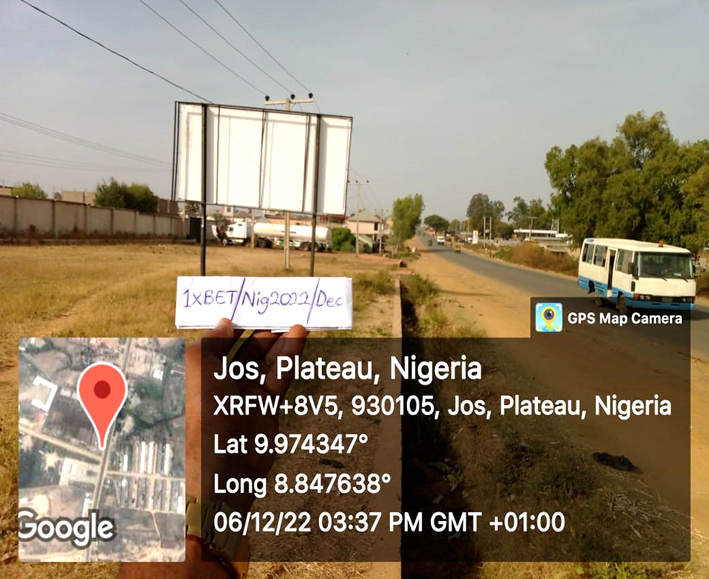 1XBET/Nig2022/Dec
GPS Map Camera
Jos, Plateau, Nigeria
XRFW+8V5, 930105, Jos, Plateau, Nigeria
Lat 9.974347°
Long 8.847638°
06/12/22 03:37 PM GMT +01:00
Google